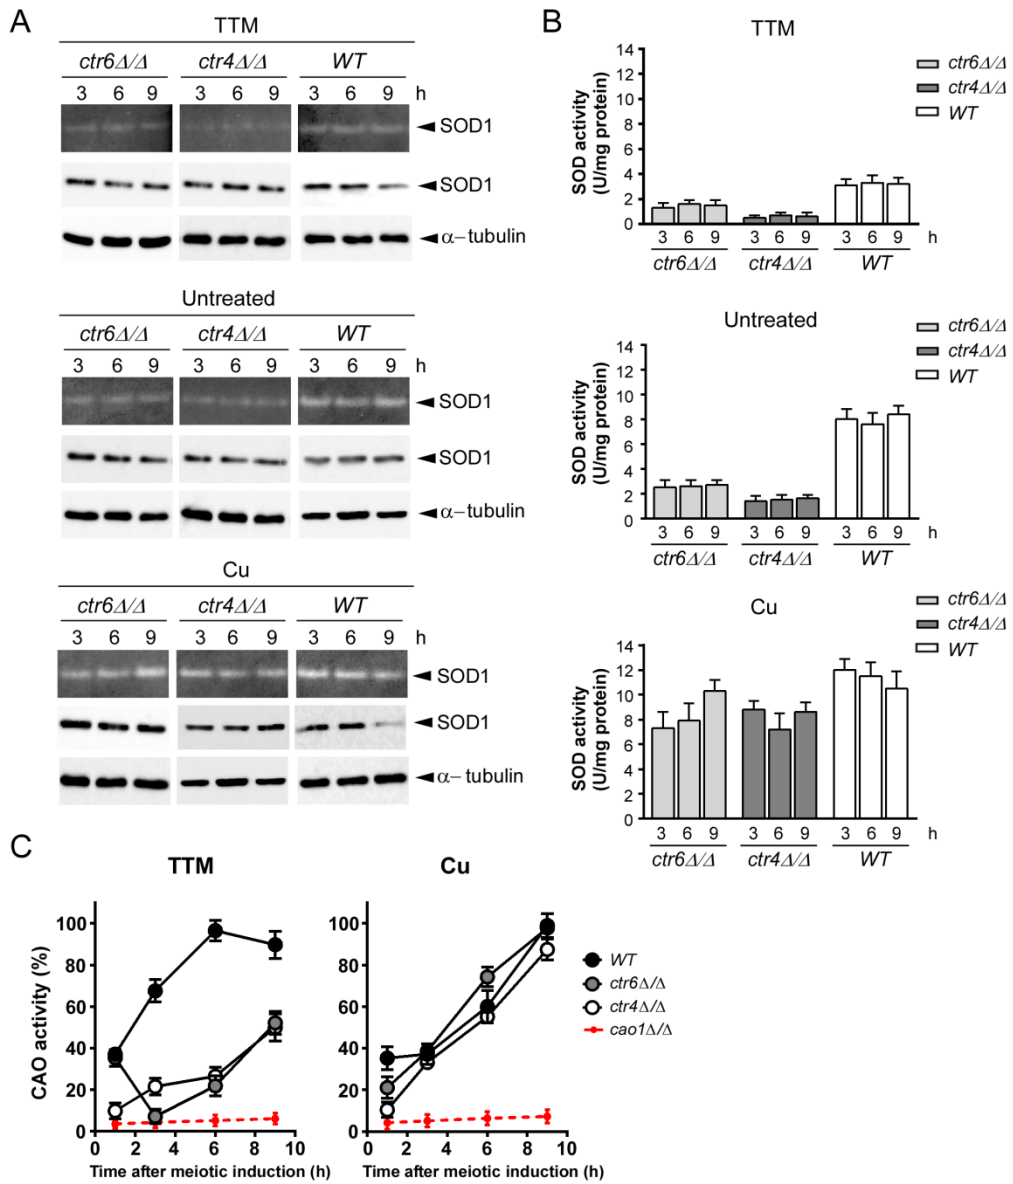 A
TTM
ctr6Δ/Δ ctr4Δ/Δ WT
3 6 9 3 6 9 3 6 9 h
SOD1
SOD1
α−tubulin
Untreated
ctr6Δ/Δ ctr4Δ/Δ WT
3 6 9 3 6 9 3 6 9 h
SOD1
SOD1
α−tubulin
Cu
ctr6Δ/Δ ctr4Δ/Δ WT
3 6 9 3 6 9 3 6 9 h
SOD1
SOD1
α−tubulin
B
TTM
SOD activity
(U/mg protein)
14
12
10
8
6
4
2
0
3 6 9 3 6 9 3 6 9 h
ctr6Δ/Δ ctr4Δ/Δ WT
ctr6Δ/Δ
ctr4Δ/Δ
WT
Untreated
SOD activity
(U/mg protein)
14
12
10
8
6
4
2
0
3 6 9 3 6 9 3 6 9 h
ctr6Δ/Δ ctr4Δ/Δ WT
ctr6Δ/Δ
ctr4Δ/Δ
WT
Cu
SOD activity
(U/mg protein)
14
12
10
8
6
4
2
0
3 6 9 3 6 9 3 6 9 h
ctr6Δ/Δ ctr4Δ/Δ WT
ctr6Δ/Δ
ctr4Δ/Δ
WT
C
TTM
CAO activity (%)
100
80
60
40
20
0
0 2 4 6 8 10
Time after meiotic induction (h)
Cu
100
80
60
40
20
0
0 2 4 6 8 10
Time after meiotic induction (h)
WT
ctr6Δ/Δ
ctr4Δ/Δ
cao1Δ/Δ